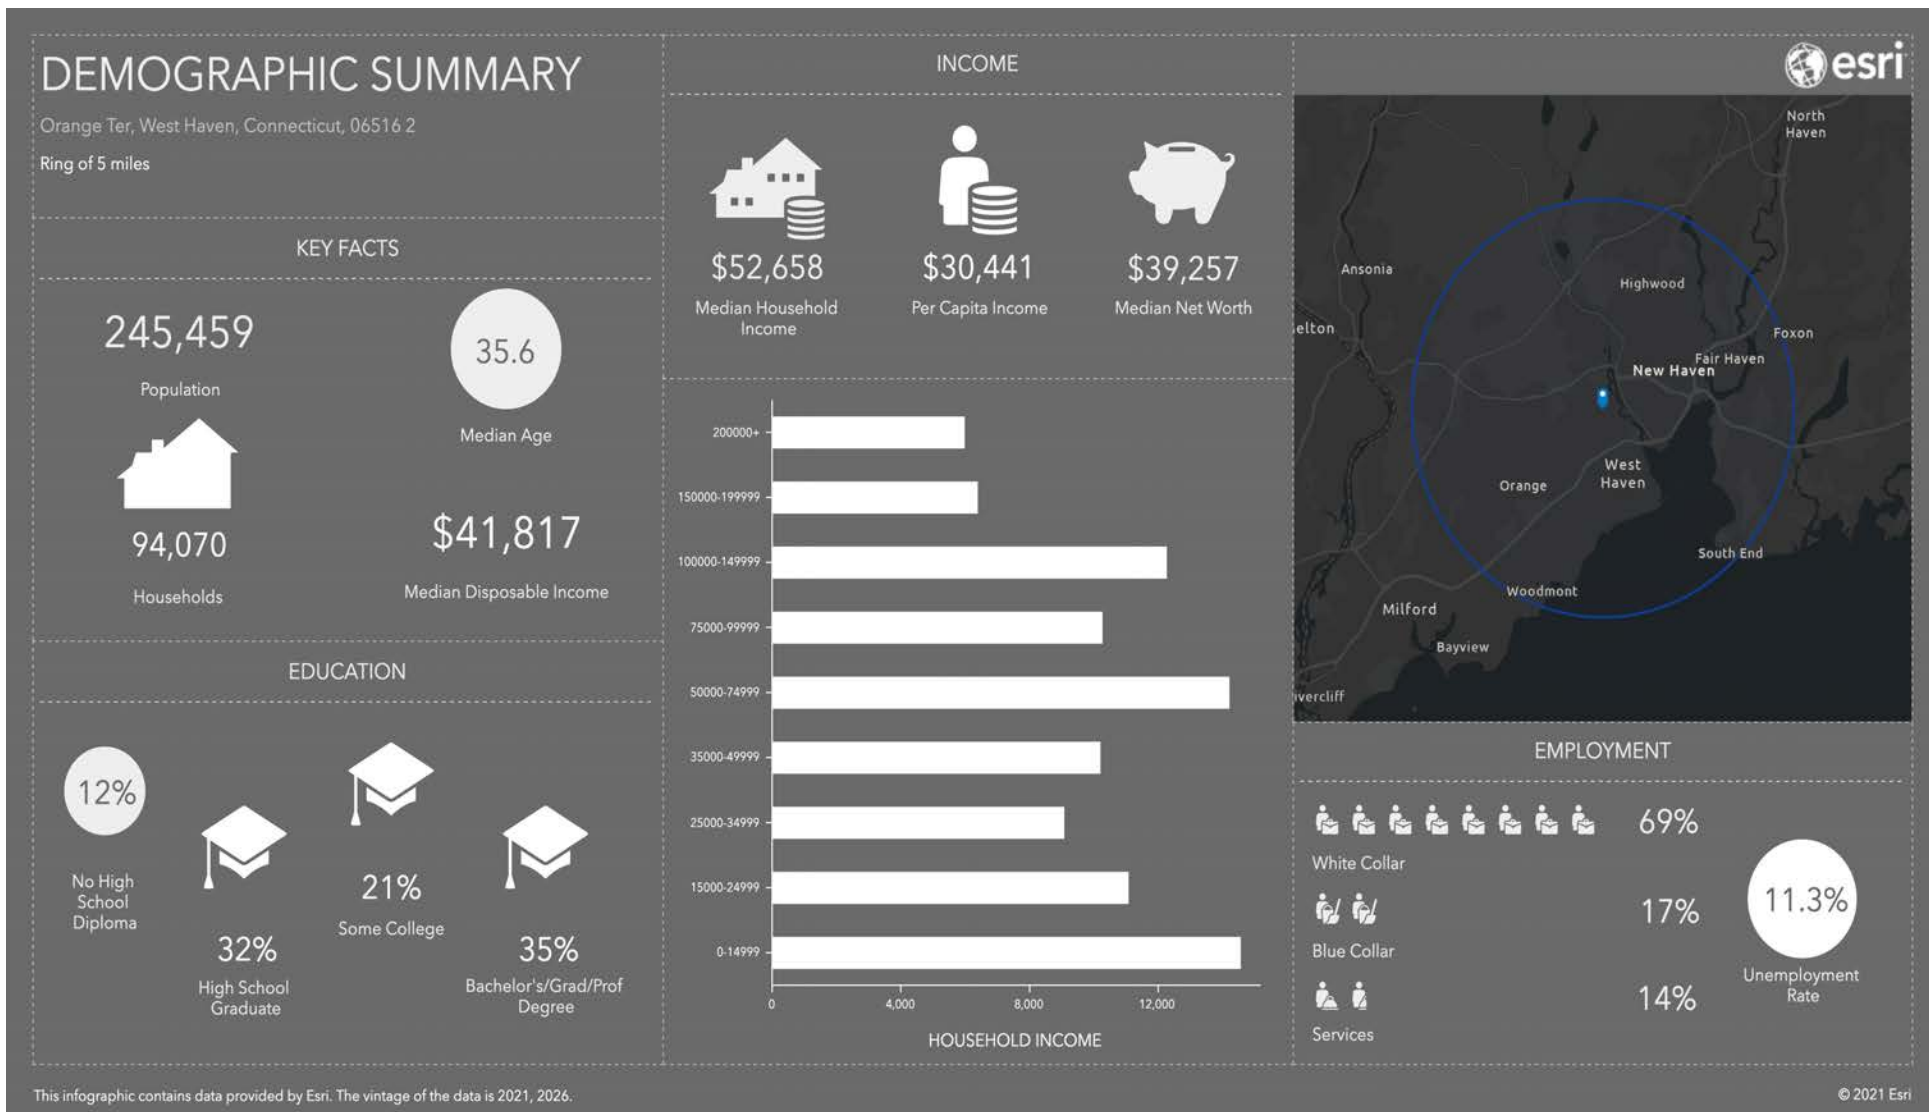 DEMOGRAPHIC SUMMARY
Orange Ter, West Haven, Connecticut, 06516 2
Ring of 5 miles
KEY FACTS
245,459
Population
35.6
Median Age
94,070
Households
$41,817
Median Disposable Income
EDUCATION
12%
No High
School
Diploma
32%
High School
Graduate
21%
Some College
35%
Bachelor's/Grad/Prof
Degree
INCOME
$52,658
Median Household
Income
$30,441
Per Capita Income
$39,257
Median Net Worth
200000+
150000-199999
100000-149999
75000-99999
50000-74999
35000-49999
25000-34999
15000-24999
0-14999
0 4,000 8,000 12,000
HOUSEHOLD INCOME
esri
North
Haven
Ansonia
Highwood
elton
Foxon
Fair Haven
New Haven
West
Haven
Orange
South End
Woodmont
Milford
Bayview
ivercliff
EMPLOYMENT
69%
White Collar
17%
Blue Collar
14%
Services
11.3%
Unemployment
Rate
This infographic contains data provided by Esri. The vintage of the data is 2021, 2026.
© 2021 Esri